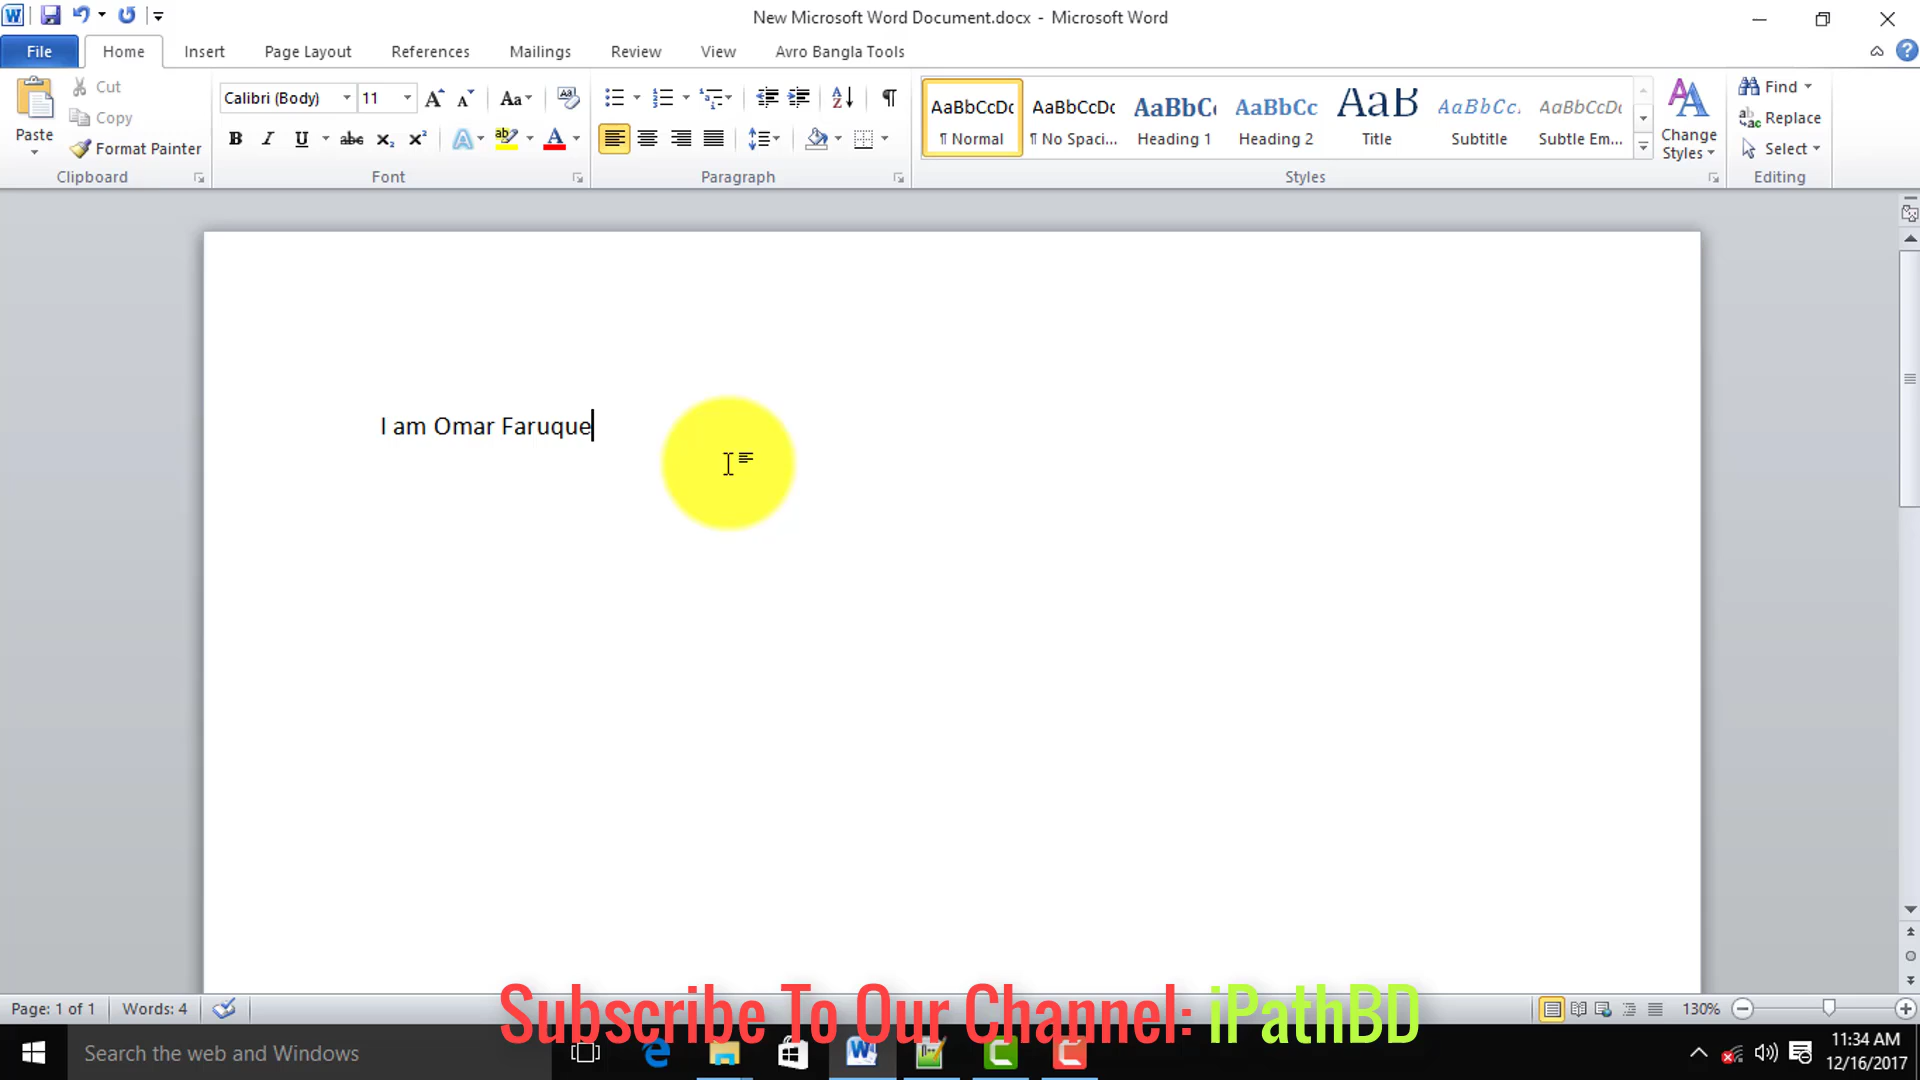 New Microsoft Word Document.docx - Microsoft Word
File Home Insert Page Layout References Mailings Review View Avro Bangla Tools
Paste
Cut
Copy
Format Painter
Clipboard
Calibri (Body) 11
Font
Paragraph
AaBbCcDc AaBbCcDc AaBbC AaBbCc AaB AaBbCc. AaBbCcDc
¶ Normal ¶ No Spaci... Heading 1 Heading 2 Title Subtitle Subtle Em...
Styles
Change
Styles
Find
Replace
Select
Editing
I am Omar Faruque
Page: 1 of 1 Words: 4 130%
Subscribe To Our Channel: iPathBD
Search the web and Windows
11:34 AM
12/16/2017